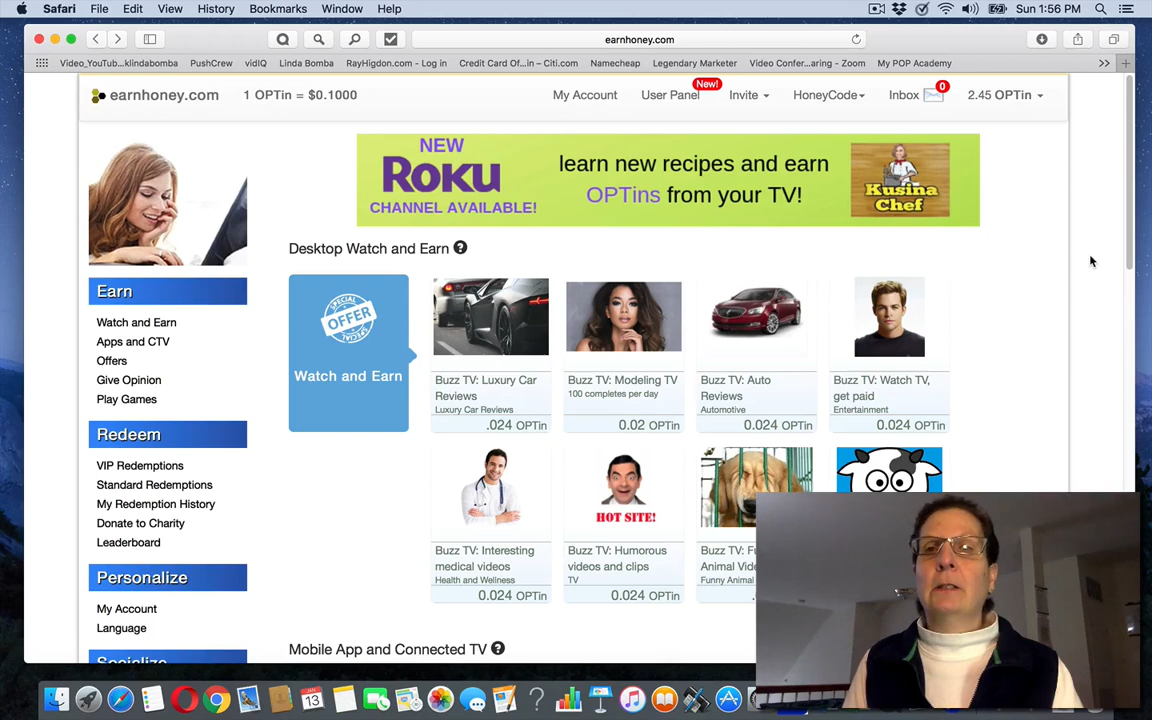 Safari File Edit View History Bookmarks Window Help Sun 1:56 PM
earnhoney.com
Video_YouTub...klindabomba PushCrew vidIQ Linda Bomba RayHigdon.com - Log in Credit Card Of...in – Citi.com Namecheap Legendary Marketer Video Confer...aring - Zoom My POP Academy
New!
earnhoney.com 1 OPTin = $0.1000 My Account User Panel Invite HoneyCode Inbox 0 2.45 OPTin
NEW
Roku
CHANNEL AVAILABLE!
learn new recipes and earn
OPTins from your TV!
Kusina
Chef
Desktop Watch and Earn ?
SPECIAL
OFFER
SPECIAL
Watch and Earn
Buzz TV: Luxury Car
Reviews
Luxury Car Reviews
.024 OPTin
Buzz TV: Modeling TV
100 completes per day
0.02 OPTin
Buzz TV: Auto
Reviews
Automotive
0.024 OPTin
Buzz TV: Watch TV,
get paid
Entertainment
0.024 OPTin
HOT SITE!
Buzz TV: Interesting
medical videos
Health and Wellness
0.024 OPTin
Buzz TV: Humorous
videos and clips
TV
0.024 OPTin
Buzz TV: Fu
Animal Vide
Funny Animal
Mobile App and Connected TV ?
Earn
Watch and Earn
Apps and CTV
Offers
Give Opinion
Play Games
Redeem
VIP Redemptions
Standard Redemptions
My Redemption History
Donate to Charity
Leaderboard
Personalize
My Account
Language
Socialize
JAN
13